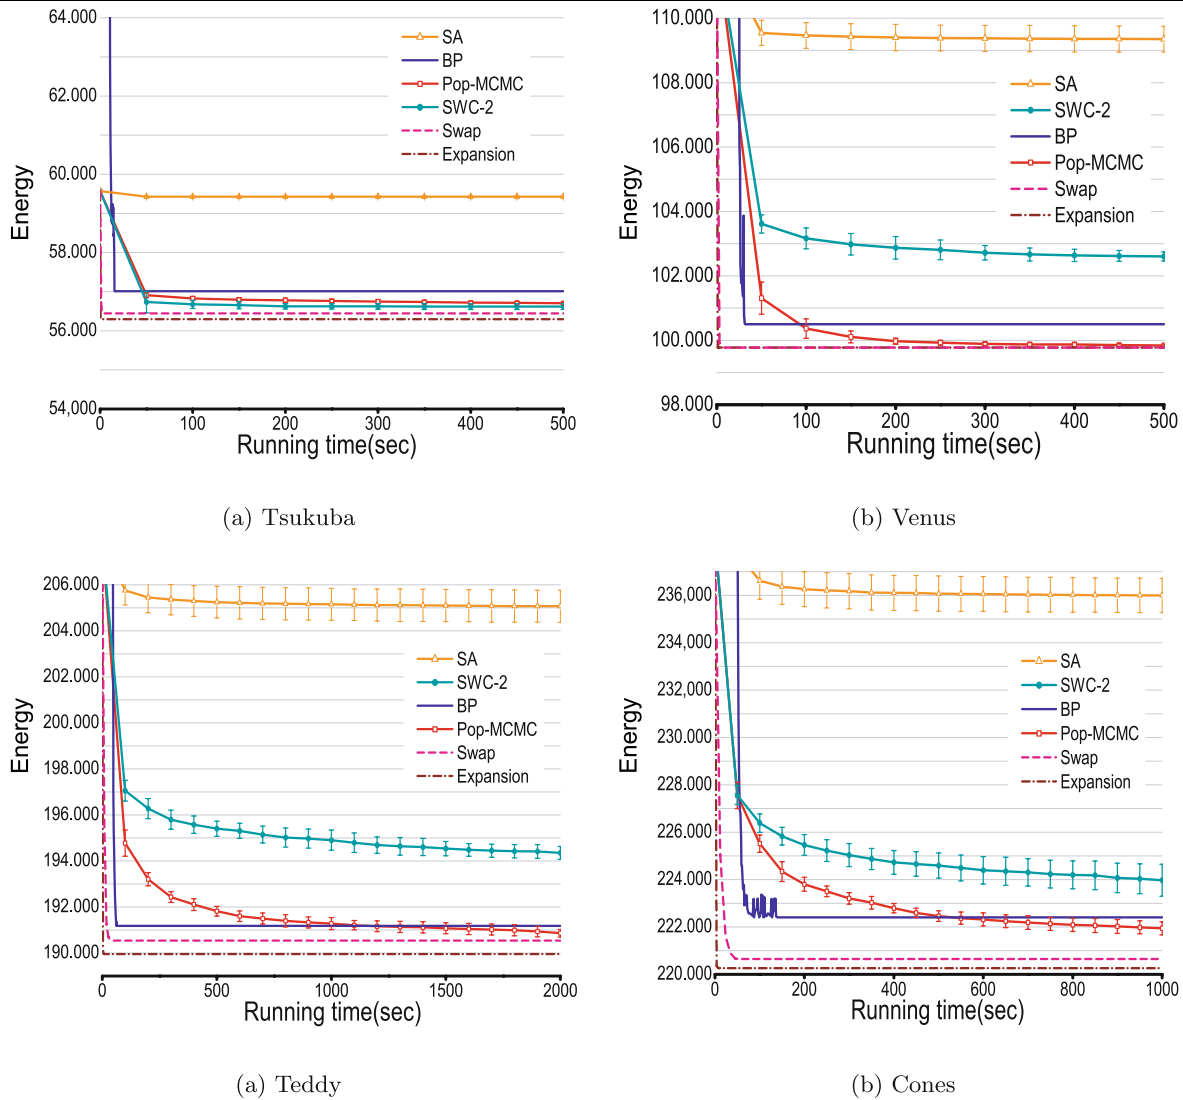 64.000
62.000
60.000
58.000
56.000
54,000
Energy
SA
BP
Pop-MCMC
SWC-2
Swap
Expansion
0 100 200 300 400 500
Running time(sec)
(a) Tsukuba
110.000
108.000
106.000
104.000
102.000
100.000
98.000
Energy
SA
SWC-2
BP
Pop-MCMC
Swap
Expansion
0 100 200 300 400 500
Running time(sec)
(b) Venus
206.000
204.000
202.000
200.000
198.000
196.000
194.000
192.000
190.000
Energy
SA
SWC-2
BP
Pop-MCMC
Swap
Expansion
0 500 1000 1500 2000
Running time(sec)
(a) Teddy
236,000
234,000
232,000
230.000
228.000
226.000
224.000
222.000
220.000
Energy
SA
SWC-2
BP
Pop-MCMC
Swap
Expansion
0 200 400 600 800 1000
Running time(sec)
(b) Cones